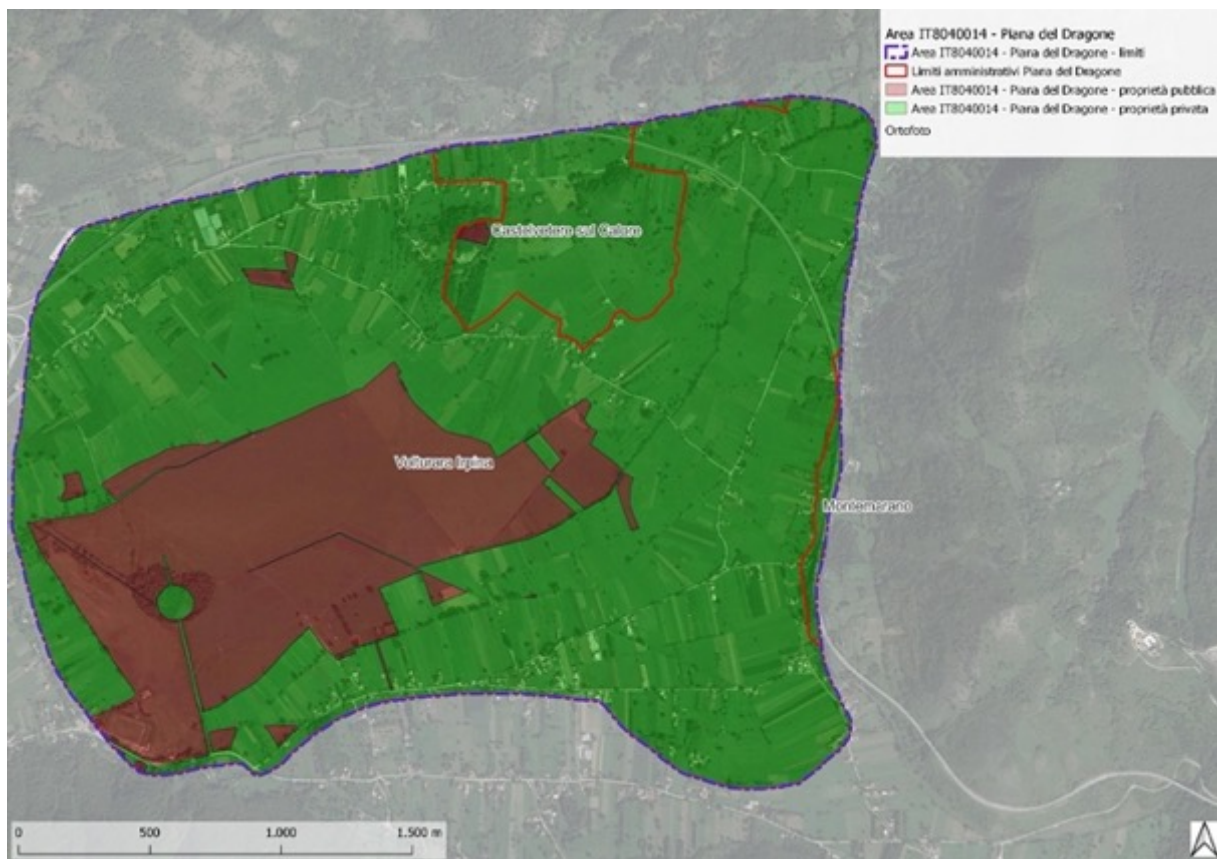 Area IT8040014 - Piana del Dragone
Area IT8040014 - Piana del Dragone - limiti
Limiti amministrativi Piana del Dragone
Area IT8040014 - Piana del Dragone - proprietà pubblica
Area IT8040014 - Piana del Dragone - proprietà privata
Ortofoto
Castelvetere sul Calore
Volturara Irpina
Montemarano
0 500 1.000 1.500 m